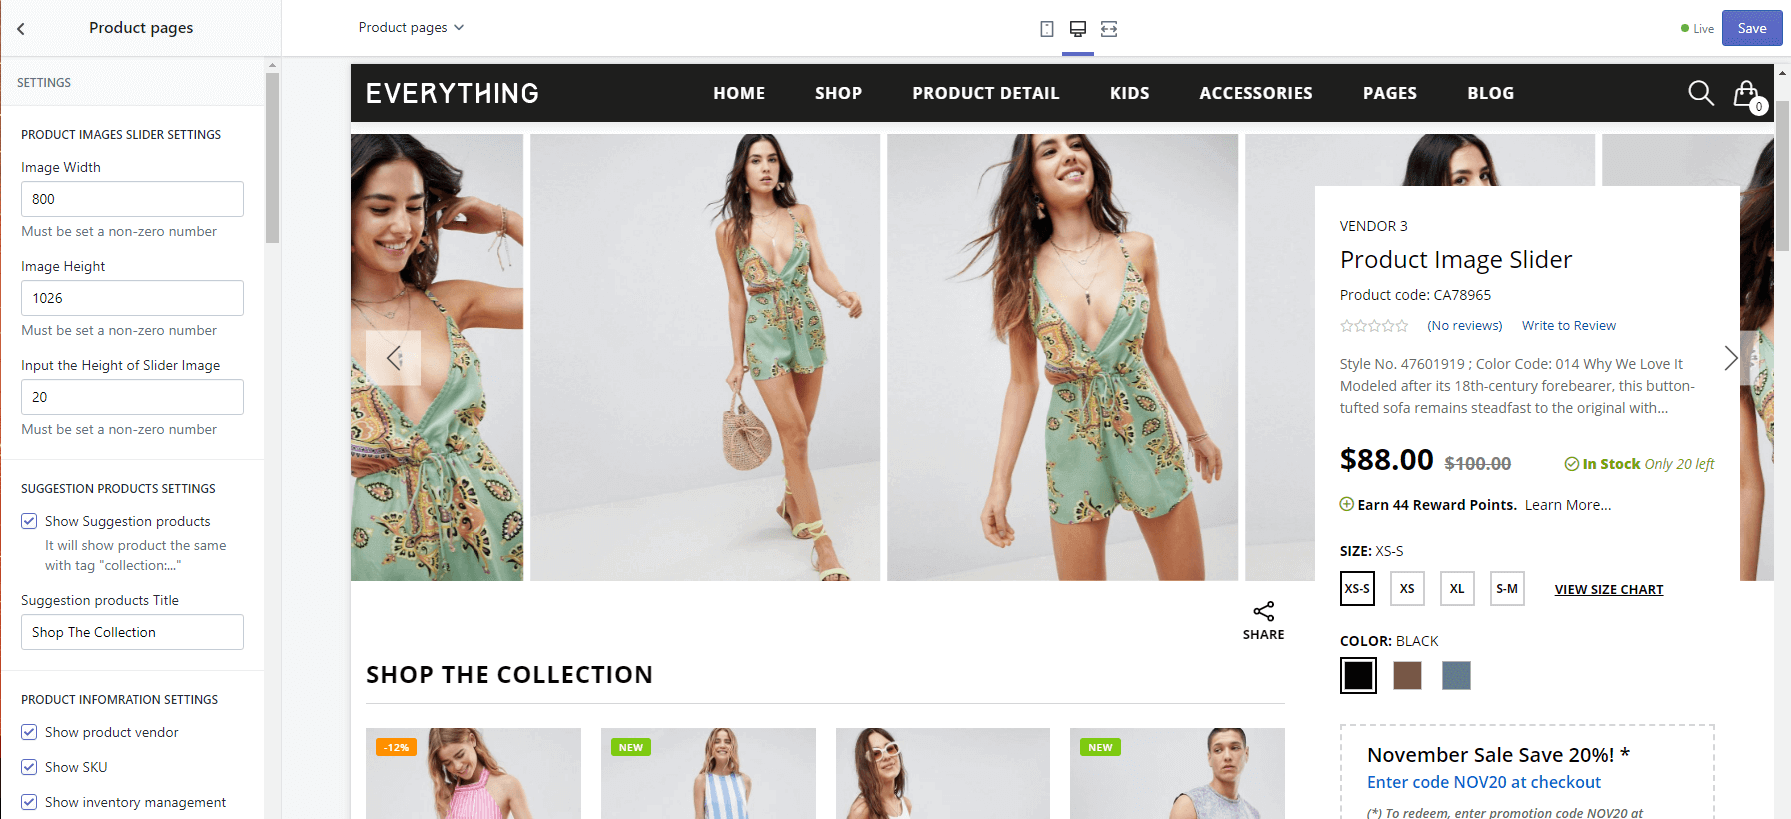 Product pages
Product pages
Live
Save
SETTINGS
PRODUCT IMAGES SLIDER SETTINGS
Image Width
800
Must be set a non-zero number
Image Height
1026
Must be set a non-zero number
Input the Height of Slider Image
20
Must be set a non-zero number
SUGGESTION PRODUCTS SETTINGS
Show Suggestion products
It will show product the same
with tag "collection:..."
Suggestion products Title
Shop The Collection
PRODUCT INFOMRATION SETTINGS
Show product vendor
Show SKU
Show inventory management
EVERYTHING
HOME SHOP PRODUCT DETAIL KIDS ACCESSORIES PAGES BLOG
0
VENDOR 3
Product Image Slider
Product code: CA78965
(No reviews) Write to Review
Style No. 47601919 ; Color Code: 014 Why We Love It
Modeled after its 18th-century forebearer, this button-
tufted sofa remains steadfast to the original with...
$88.00 $100.00 In Stock Only 20 left
Earn 44 Reward Points. Learn More...
SIZE: XS-S
XS-S XS XL S-M VIEW SIZE CHART
COLOR: BLACK
November Sale Save 20%! *
Enter code NOV20 at checkout
(*) To redeem, enter promotion code NOV20 at
SHARE
SHOP THE COLLECTION
-12% NEW NEW